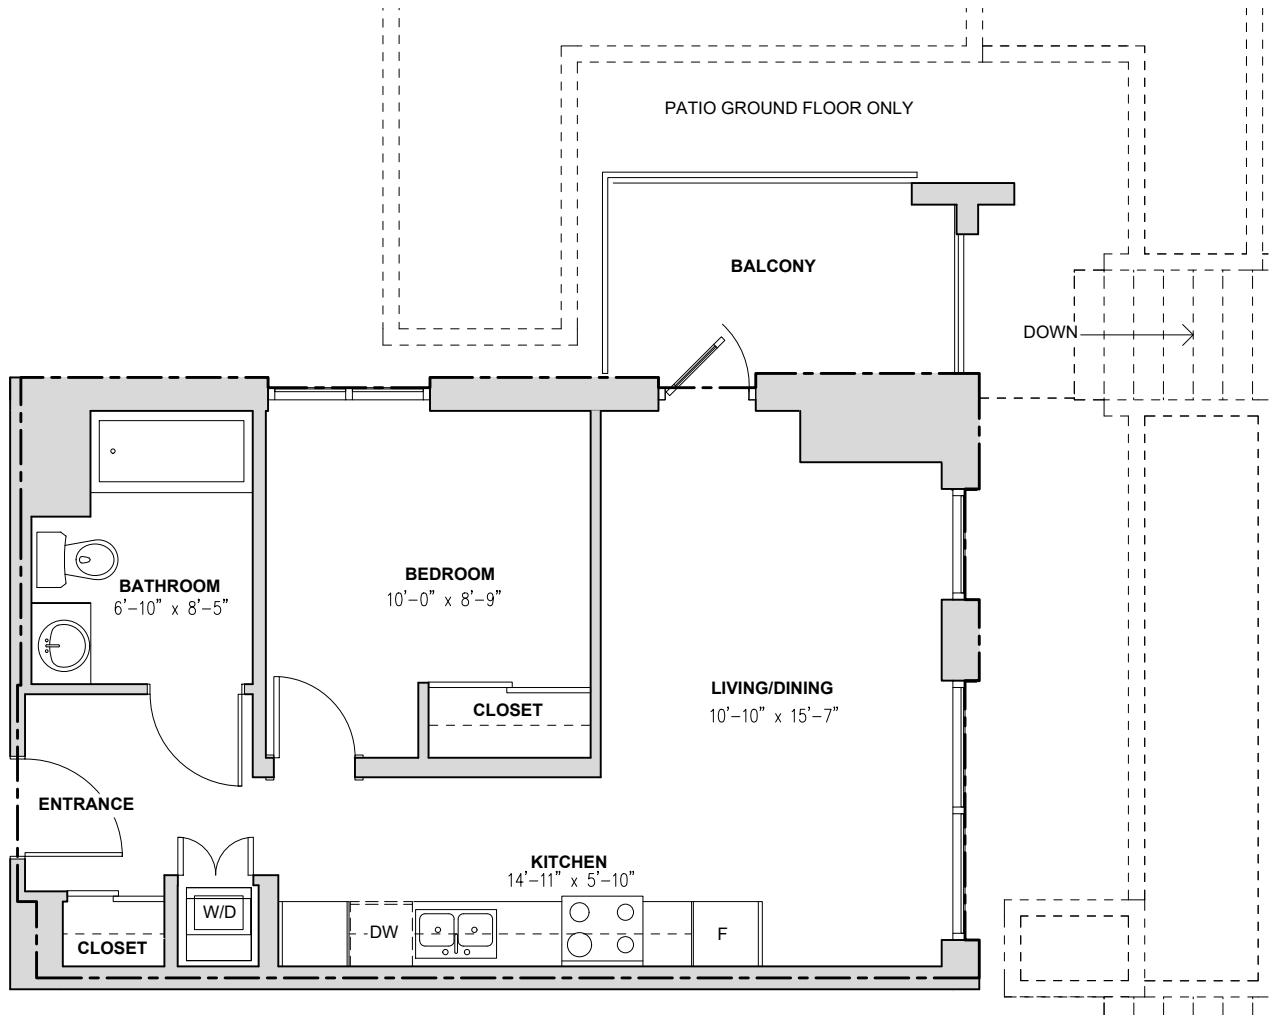 PATIO GROUND FLOOR ONLY
BALCONY
DOWN
BEDROOM
10'-0" x 8'-9"
BATHROOM
6'-10" x 8'-5"
LIVING/DINING
10'-10" x 15'-7"
CLOSET
ENTRANCE
KITCHEN
14'-11" x 5'-10"
W/D
DW
F
CLOSET